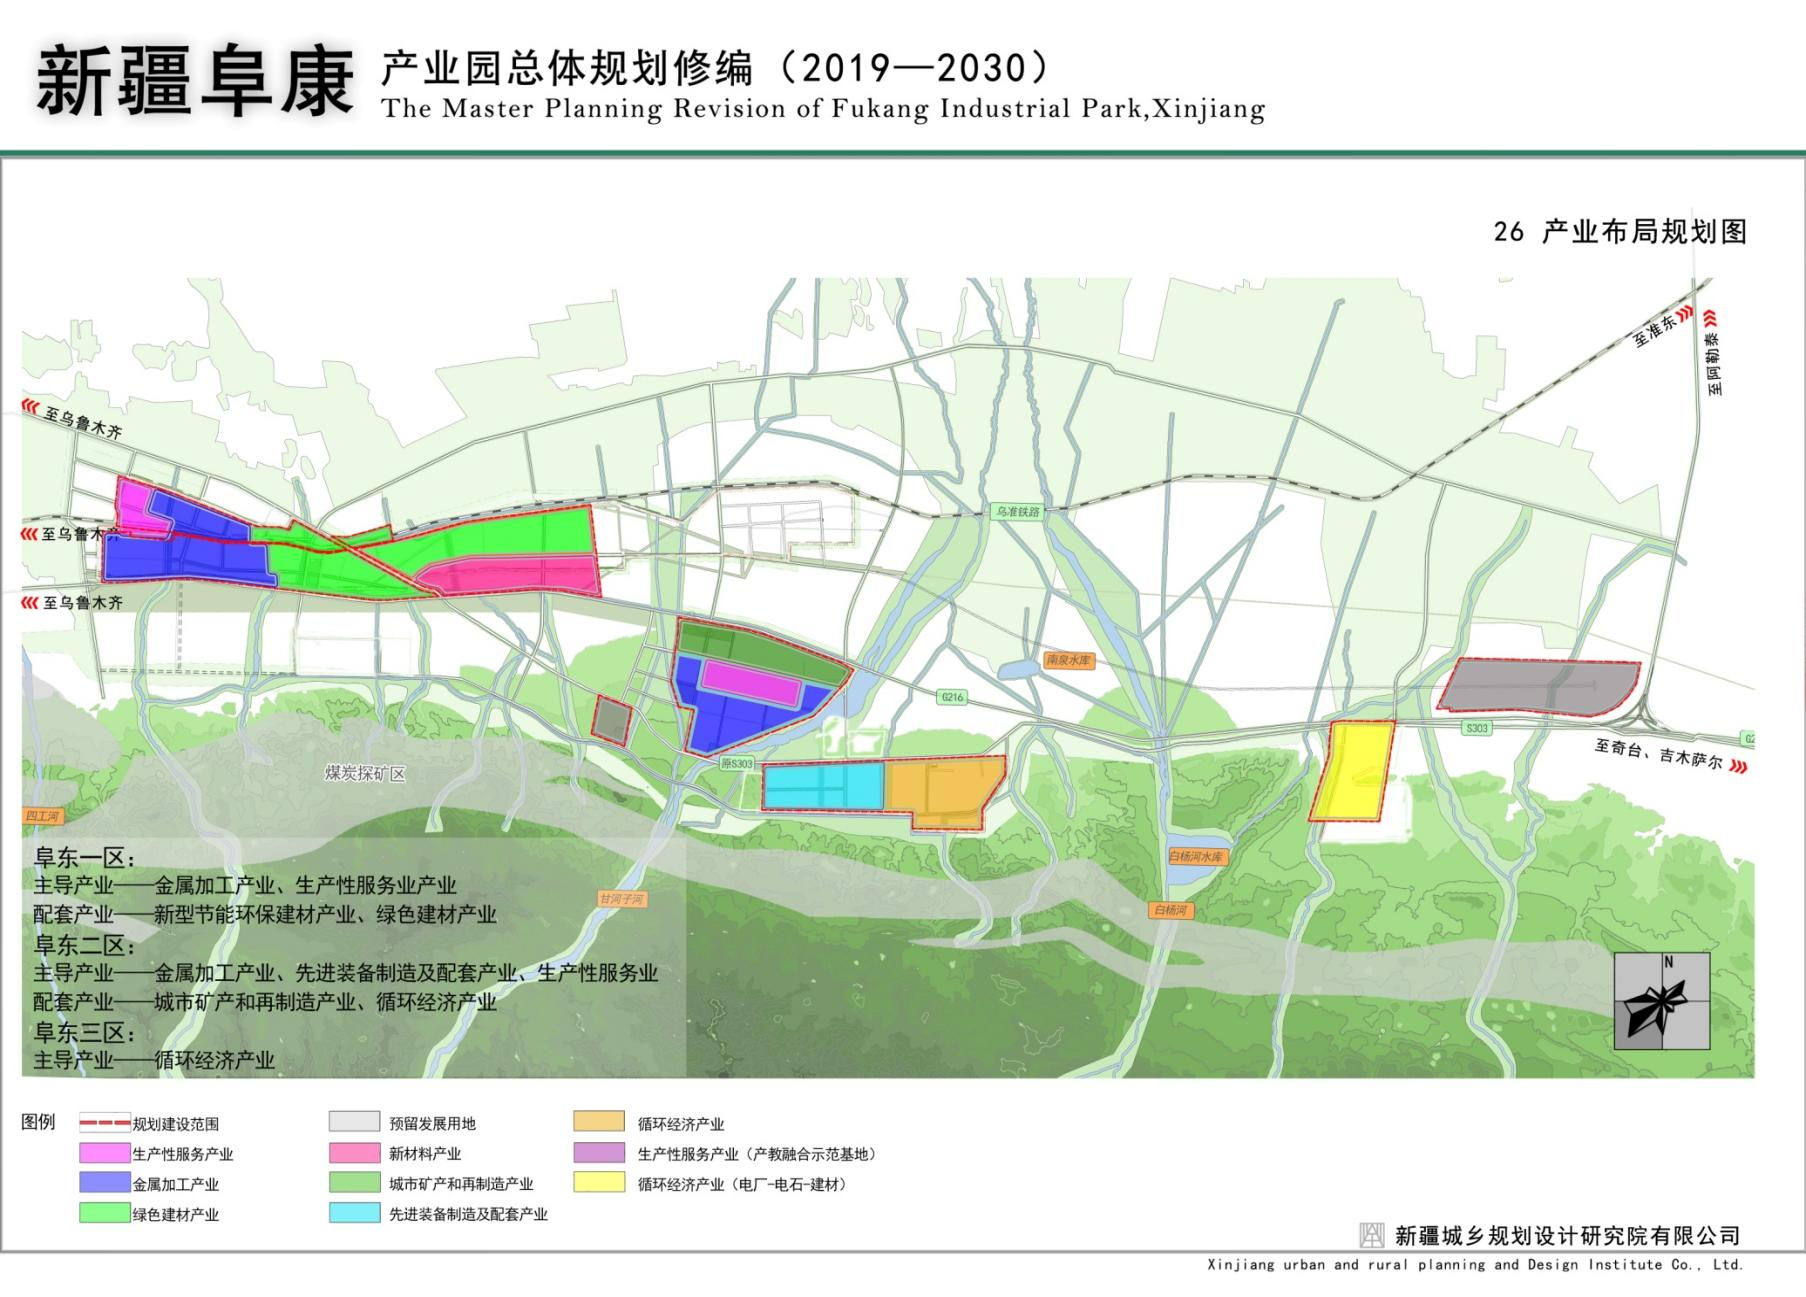 新疆阜康
产业园总体规划修编（2019—2030）
The Master Planning Revision of Fukang Industrial Park,Xinjiang
26 产业布局规划图
至准东
至阿勒泰
至乌鲁木齐
至乌鲁木齐
至乌鲁木齐
乌准铁路
南泉水库
G216
S303
原S303
至奇台、吉木萨尔
煤炭探矿区
四工河
甘河子河
白杨河水库
白杨河
N
阜东一区：
主导产业——金属加工产业、生产性服务业产业
配套产业——新型节能环保建材产业、绿色建材产业
阜东二区：
主导产业——金属加工产业、先进装备制造及配套产业、生产性服务业
配套产业——城市矿产和再制造产业、循环经济产业
阜东三区：
主导产业——循环经济产业
图例
规划建设范围
生产性服务产业
金属加工产业
绿色建材产业
预留发展用地
新材料产业
城市矿产和再制造产业
先进装备制造及配套产业
循环经济产业
生产性服务产业（产教融合示范基地）
循环经济产业（电厂-电石-建材）
新疆城乡规划设计研究院有限公司
Xinjiang urban and rural planning and Design Institute Co., Ltd.